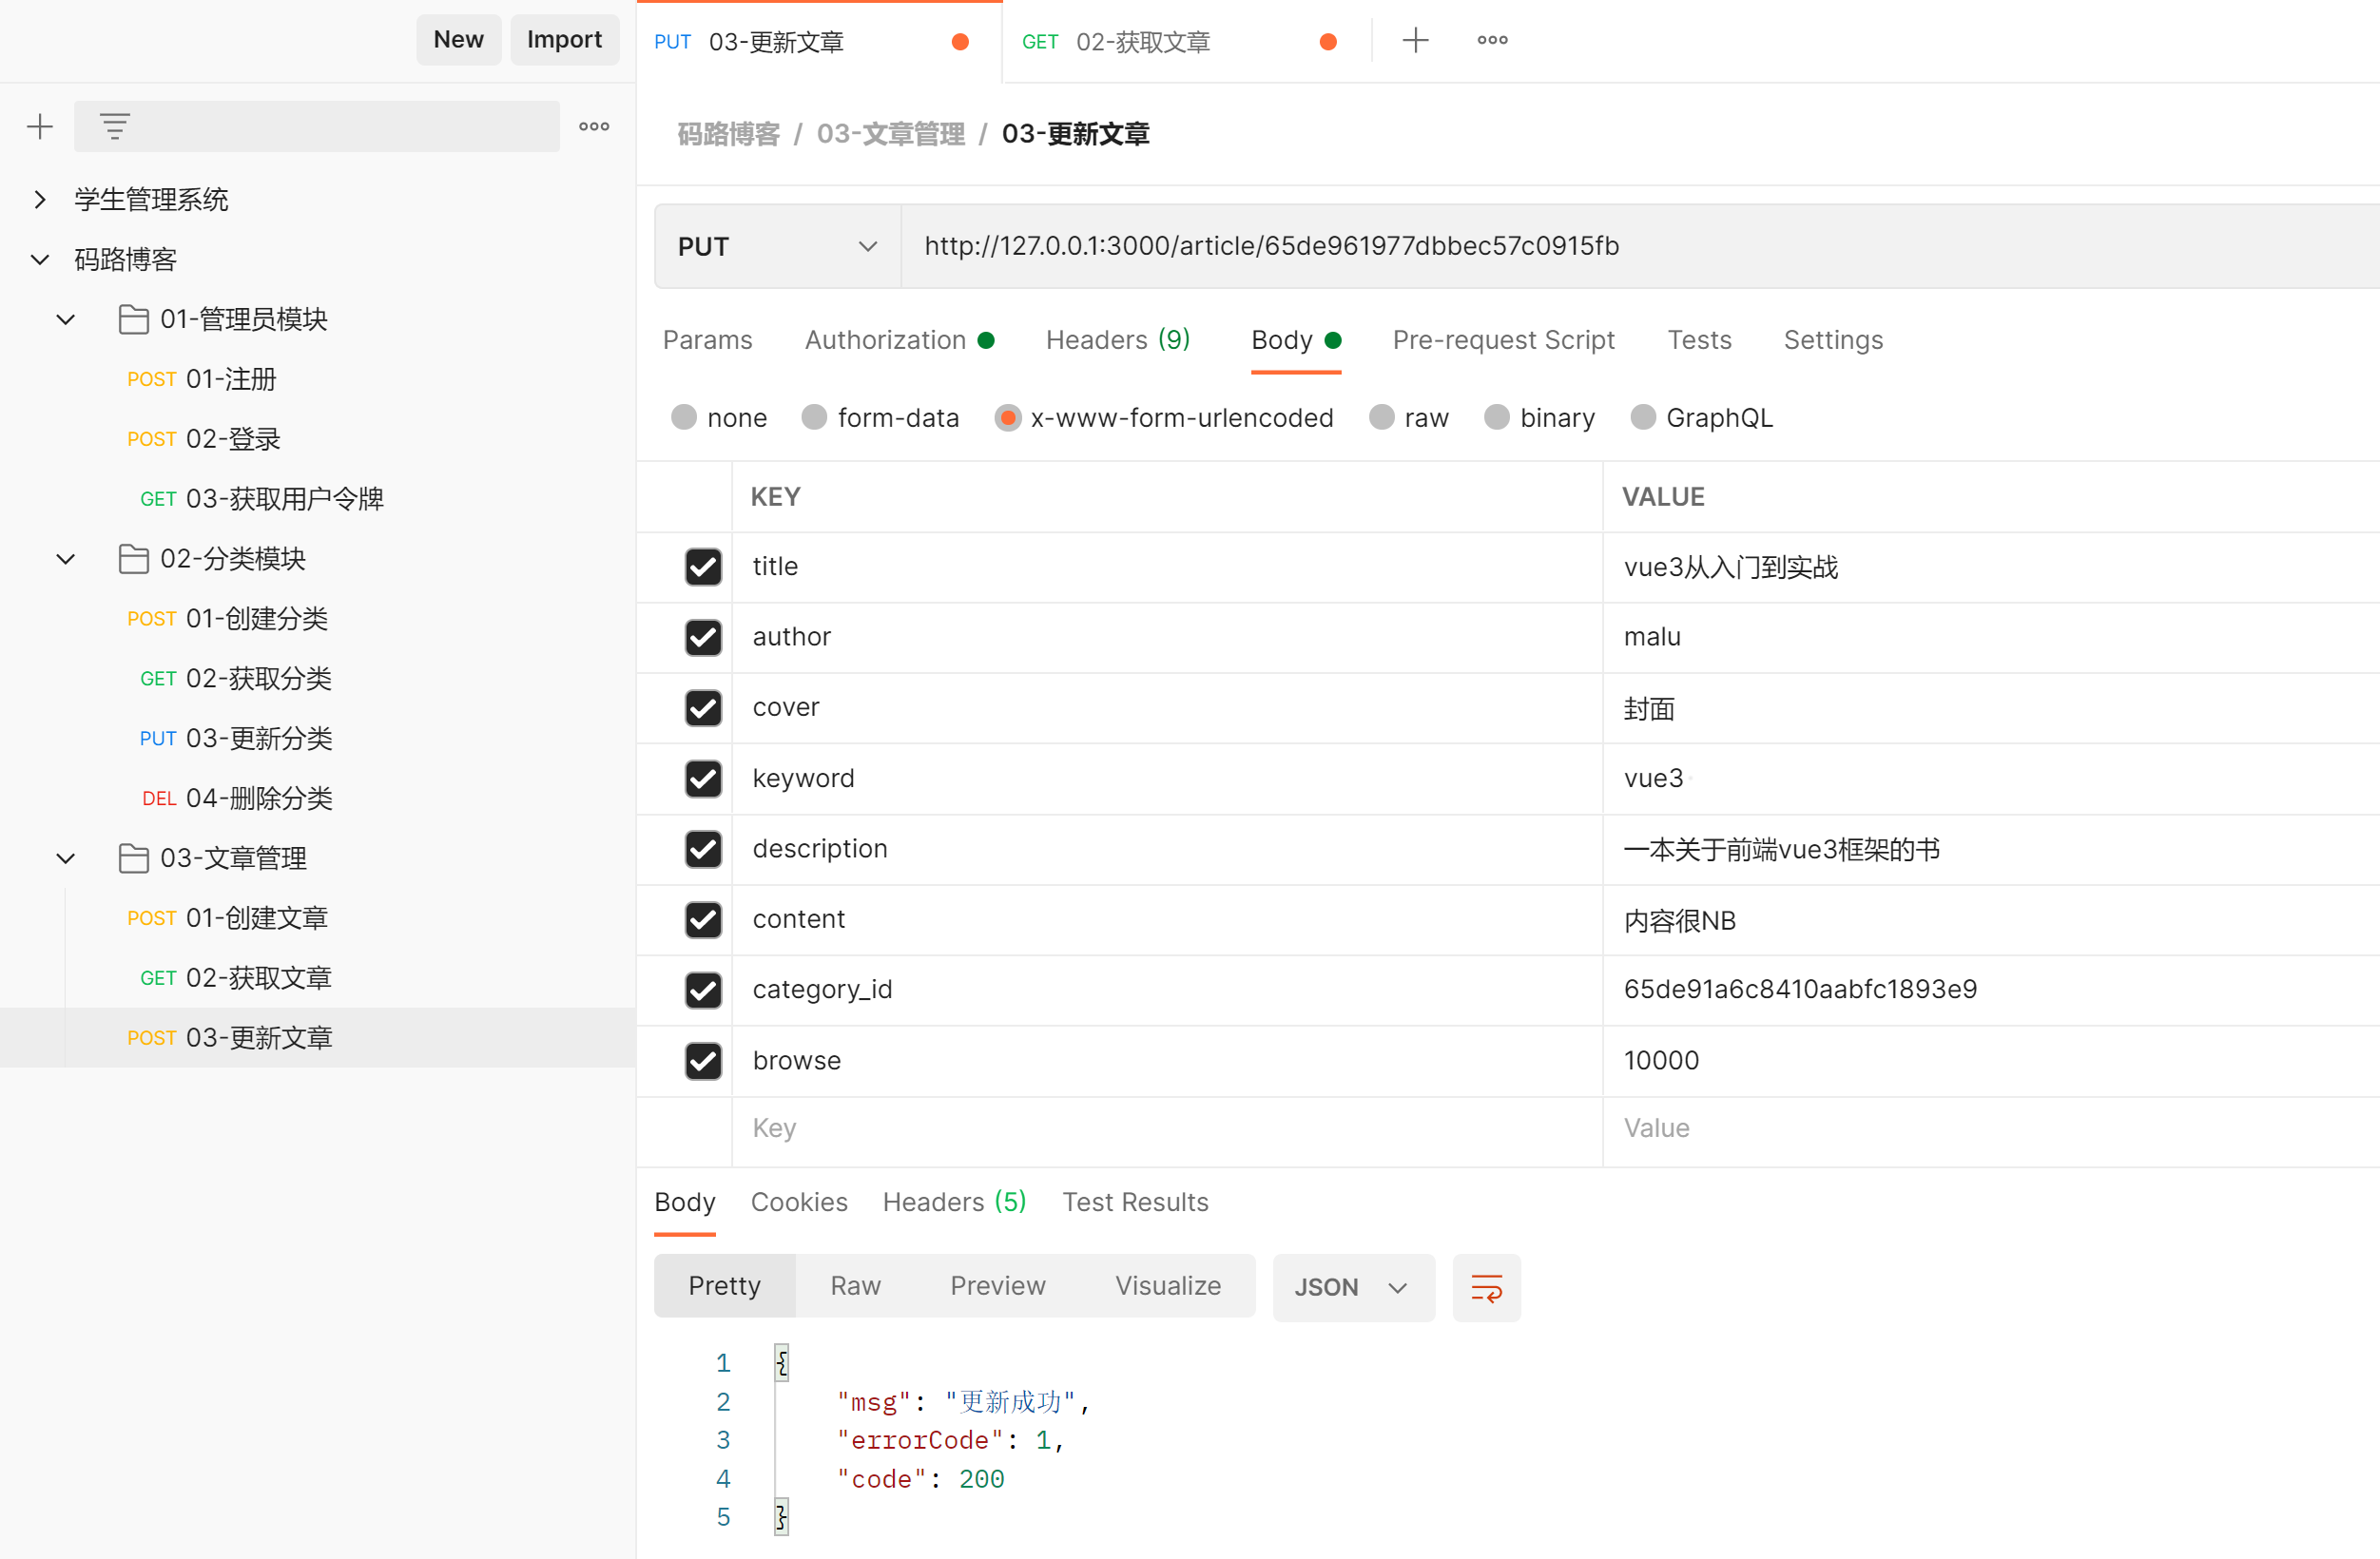 New Import
学生管理系统
码路博客
01-管理员模块
POST 01-注册
POST 02-登录
GET 03-获取用户令牌
02-分类模块
POST 01-创建分类
GET 02-获取分类
PUT 03-更新分类
DEL 04-删除分类
03-文章管理
POST 01-创建文章
GET 02-获取文章
POST 03-更新文章
PUT 03-更新文章 GET 02-获取文章
码路博客 / 03-文章管理 / 03-更新文章
PUT http://127.0.0.1:3000/article/65de961977dbbec57c0915fb
Params Authorization Headers (9) Body Pre-request Script Tests Settings
none form-data x-www-form-urlencoded raw binary GraphQL
KEY VALUE
title vue3从入门到实战
author malu
cover 封面
keyword vue3
description 一本关于前端vue3框架的书
content 内容很NB
category_id 65de91a6c8410aabfc1893e9
browse 10000
Key Value
Body Cookies Headers (5) Test Results
Pretty Raw Preview Visualize JSON
1 {
2 "msg": "更新成功",
3 "errorCode": 1,
4 "code": 200
5 }